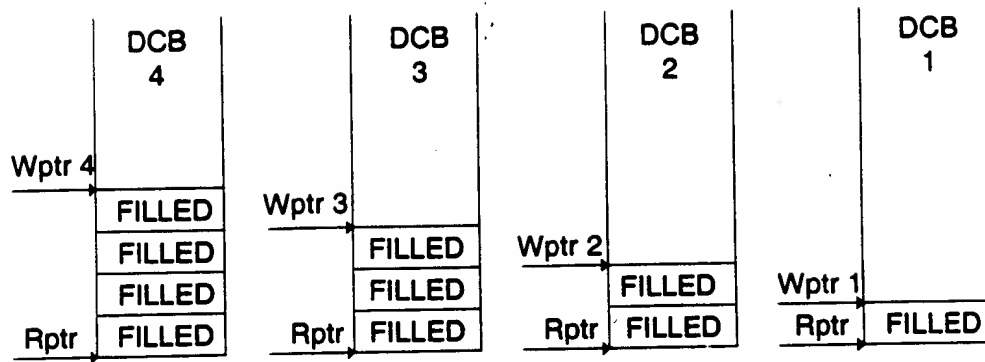 DCB
4
DCB
3
DCB
2
DCB
1
Wptr 4
FILLED
FILLED
FILLED
Rptr FILLED
Wptr 3
FILLED
FILLED
Rptr FILLED
Wptr 2
FILLED
Rptr FILLED
Wptr 1
Rptr FILLED